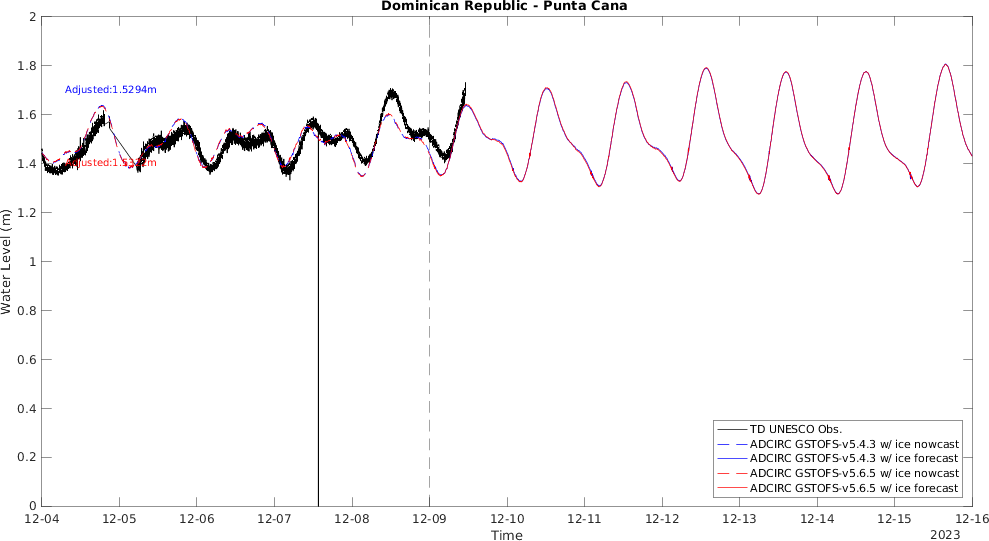 Dominican Republic - Punta Cana
2
1.8
1.6
1.4
1.2
1
0.8
0.6
0.4
0.2
0
Water Level (m)
Adjusted:1.5294m
TD UNESCO Obs.
ADCIRC GSTOFS-v5.4.3 w/ ice nowcast
ADCIRC GSTOFS-v5.4.3 w/ ice forecast
ADCIRC GSTOFS-v5.6.5 w/ ice nowcast
ADCIRC GSTOFS-v5.6.5 w/ ice forecast
12-04 12-05 12-06 12-07 12-08 12-09 12-10 12-11 12-12 12-13 12-14 12-15 12-16
Time
2023